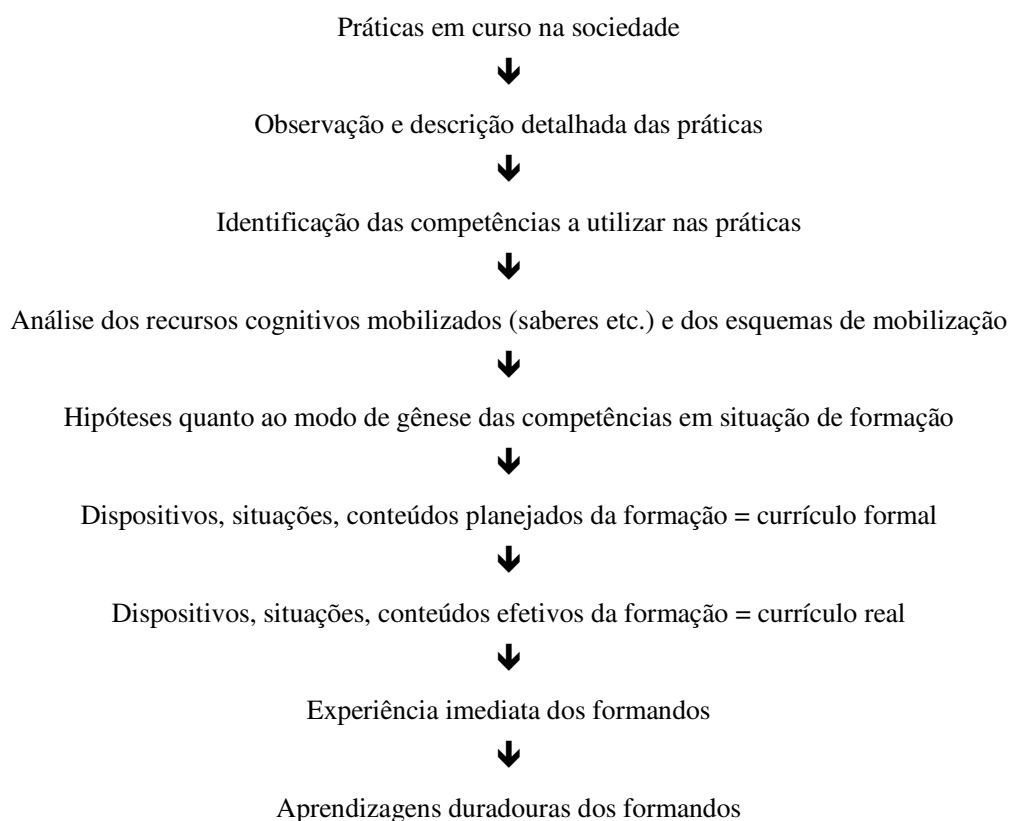 Práticas em curso na sociedade
Observação e descrição detalhada das práticas
Identificação das competências a utilizar nas práticas
Análise dos recursos cognitivos mobilizados (saberes etc.) e dos esquemas de mobilização
Hipóteses quanto ao modo de gênese das competências em situação de formação
Dispositivos, situações, conteúdos planejados da formação = currículo formal
Dispositivos, situações, conteúdos efetivos da formação = currículo real
Experiência imediata dos formandos
Aprendizagens duradouras dos formandos